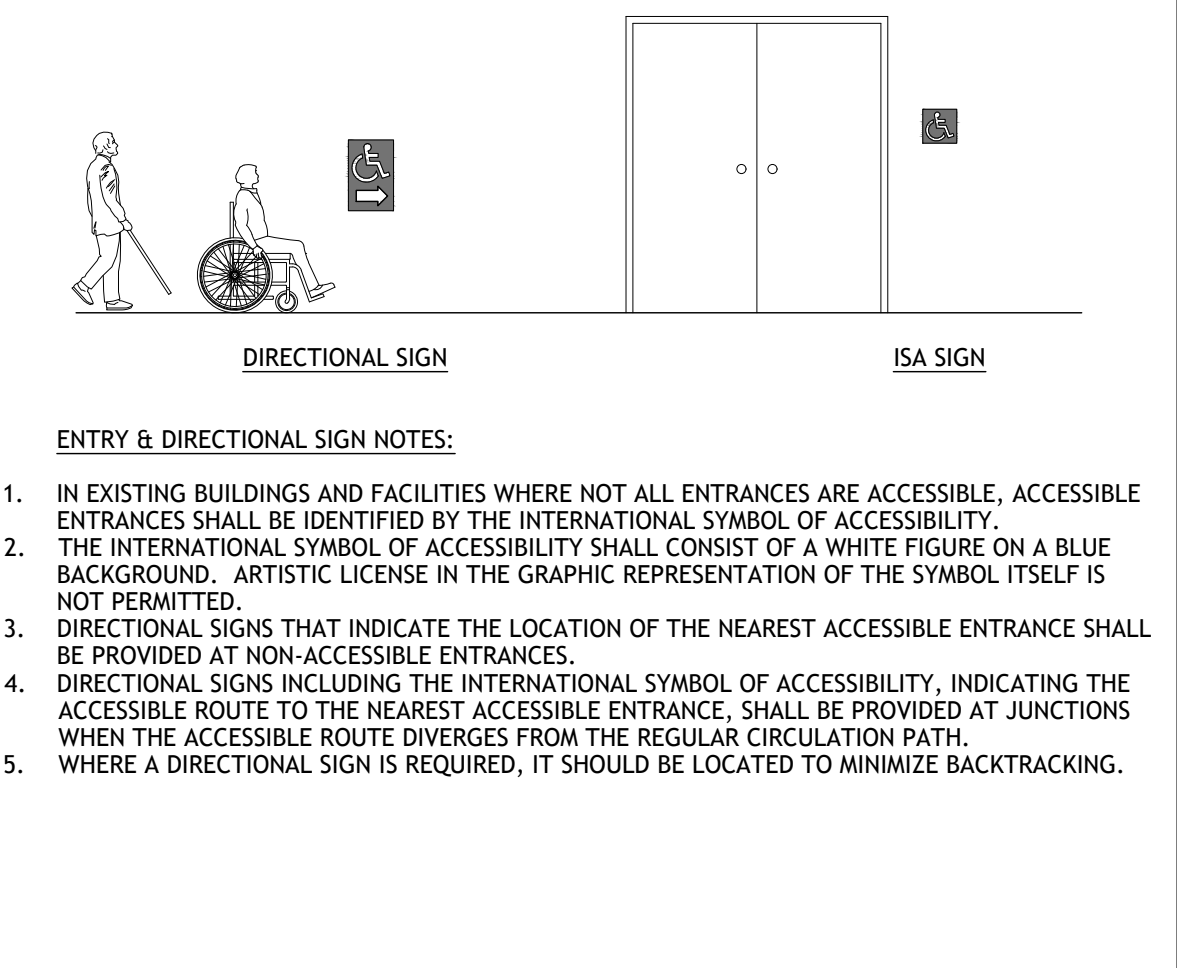 DIRECTIONAL SIGN
ISA SIGN
ENTRY & DIRECTIONAL SIGN NOTES:
1. IN EXISTING BUILDINGS AND FACILITIES WHERE NOT ALL ENTRANCES ARE ACCESSIBLE, ACCESSIBLE
ENTRANCES SHALL BE IDENTIFIED BY THE INTERNATIONAL SYMBOL OF ACCESSIBILITY.
2. THE INTERNATIONAL SYMBOL OF ACCESSIBILITY SHALL CONSIST OF A WHITE FIGURE ON A BLUE
BACKGROUND. ARTISTIC LICENSE IN THE GRAPHIC REPRESENTATION OF THE SYMBOL ITSELF IS
NOT PERMITTED.
3. DIRECTIONAL SIGNS THAT INDICATE THE LOCATION OF THE NEAREST ACCESSIBLE ENTRANCE SHALL
BE PROVIDED AT NON-ACCESSIBLE ENTRANCES.
4. DIRECTIONAL SIGNS INCLUDING THE INTERNATIONAL SYMBOL OF ACCESSIBILITY, INDICATING THE
ACCESSIBLE ROUTE TO THE NEAREST ACCESSIBLE ENTRANCE, SHALL BE PROVIDED AT JUNCTIONS
WHEN THE ACCESSIBLE ROUTE DIVERGES FROM THE REGULAR CIRCULATION PATH.
5. WHERE A DIRECTIONAL SIGN IS REQUIRED, IT SHOULD BE LOCATED TO MINIMIZE BACKTRACKING.